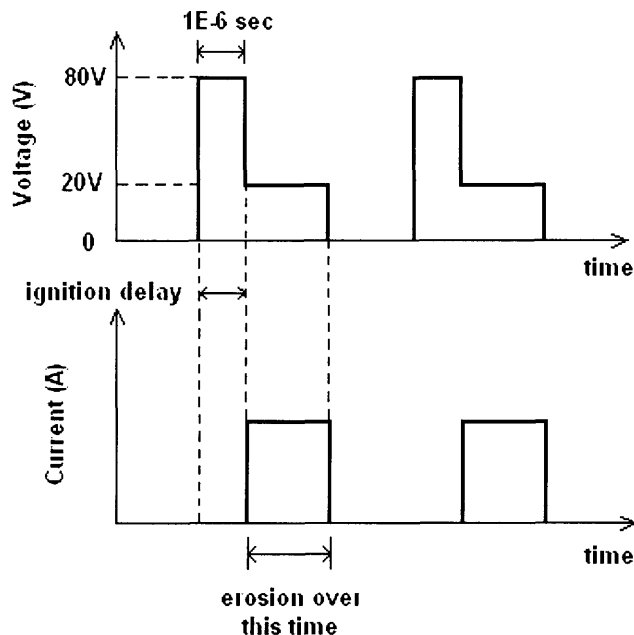 1E-6 sec
80V
Voltage (V)
20V
0
time
ignition delay
Current (A)
time
erosion over
this time